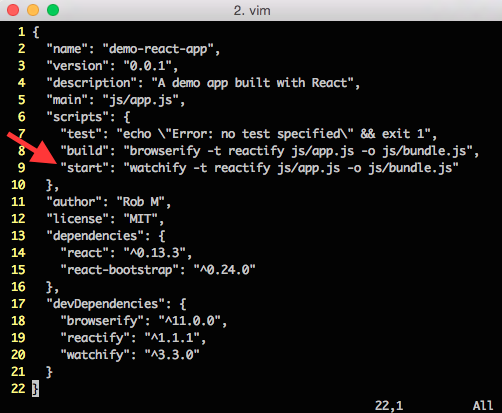 2. vim
1 {
2   "name": "demo-react-app",
3   "version": "0.0.1",
4   "description": "A demo app built with React",
5   "main": "js/app.js",
6   "scripts": {
7     "test": "echo \"Error: no test specified\" && exit 1",
8     "build": "browserify -t reactify js/app.js -o js/bundle.js",
9     "start": "watchify -t reactify js/app.js -o js/bundle.js"
10   },
11   "author": "Rob M",
12   "license": "MIT",
13   "dependencies": {
14     "react": "^0.13.3",
15     "react-bootstrap": "^0.24.0"
16   },
17   "devDependencies": {
18     "browserify": "^11.0.0",
19     "reactify": "^1.1.1",
20     "watchify": "^3.3.0"
21   }
22 }
22,1 All